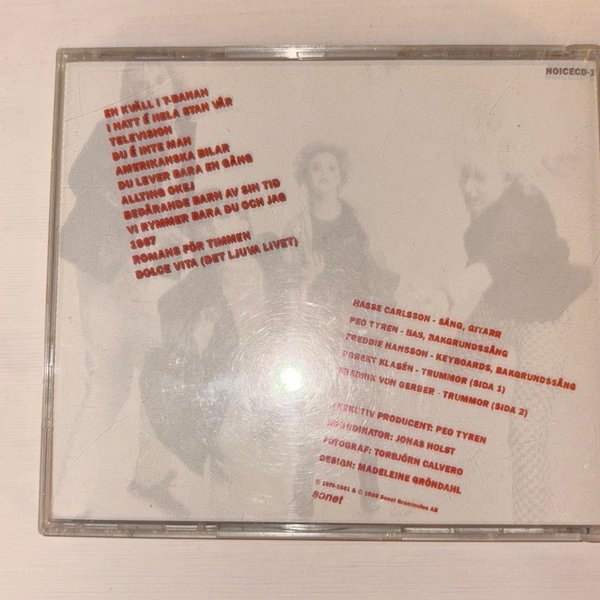 NOICECD-1
EN KVÄLL I T-BANAN
I NATT É HELA STAN VÅR
TELEVISION
DU É INTE MAN
AMERIKANSKA BILAR
DU LEVER BARA EN GÅNG
ALLTING OKEJ
BEDÅRANDE BARN AV SIN TID
VI RYMMER BARA DU OCH JAG
1987
ROMANS FÖR TIMMEN
DOLCE VITA (DET LJUVA LIVET)
HASSE CARLSSON - SÅNG, GITARR
PEO TYREN - BAS, BAKGRUNDSSÅNG
FREDDIE HANSSON - KEYBOARDS, BAKGRUNDSSÅNG
ROBERT KLASÉN - TRUMMOR (SIDA 1)
FREDRIK VON GERBER - TRUMMOR (SIDA 2)
EXEKUTIV PRODUCENT: PEO TYREN
KOORDINATOR: JONAS HOLST
FOTOGRAF: TORBJÖRN CALVERO
DESIGN: MADELEINE GRÖNDAHL
Sonet Grammofon AB
sonet